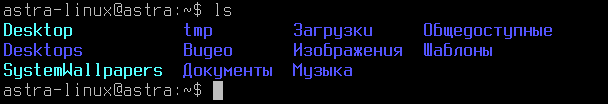 astra-linux@astra:~$ ls
Desktop tmp Загрузки Общедоступные
Desktops Видео Изображения Шаблоны
SystemWallpapers Документы Музыка
astra-linux@astra:~$